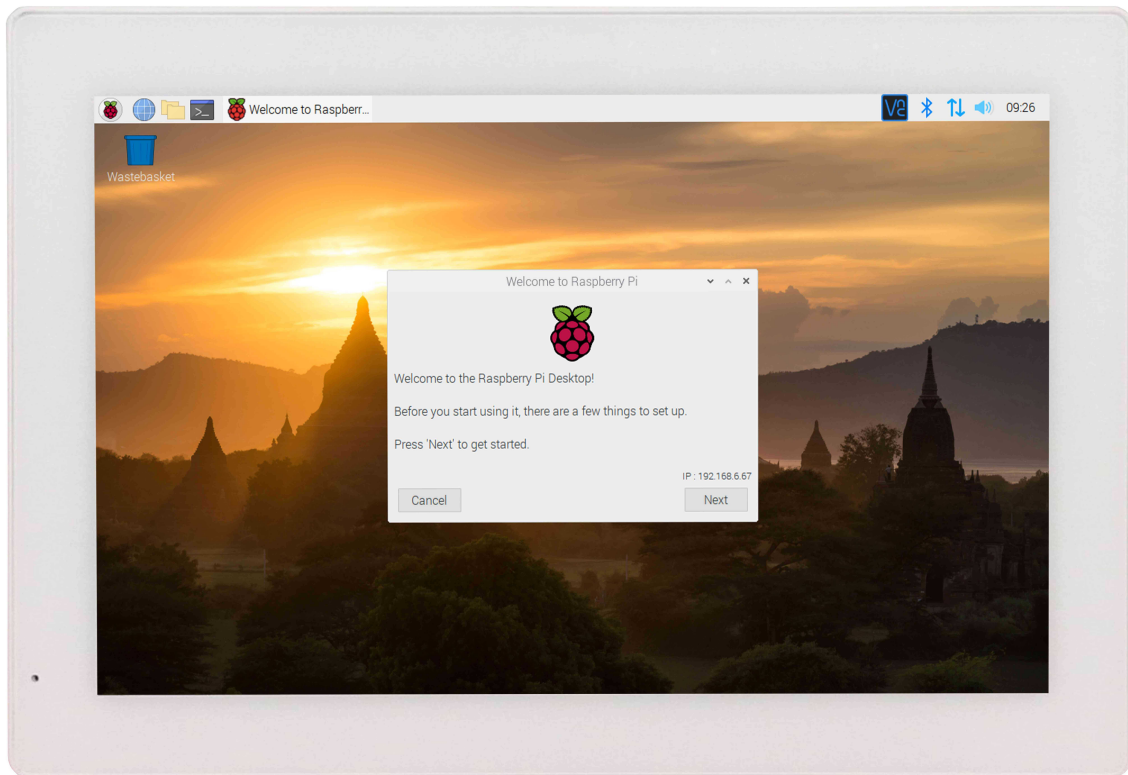 Welcome to Raspberr...
V2
09:26
Wastebasket
Welcome to Raspberry Pi
Welcome to the Raspberry Pi Desktop!
Before you start using it, there are a few things to set up.
Press 'Next' to get started.
IP : 192.168.6.67
Cancel
Next